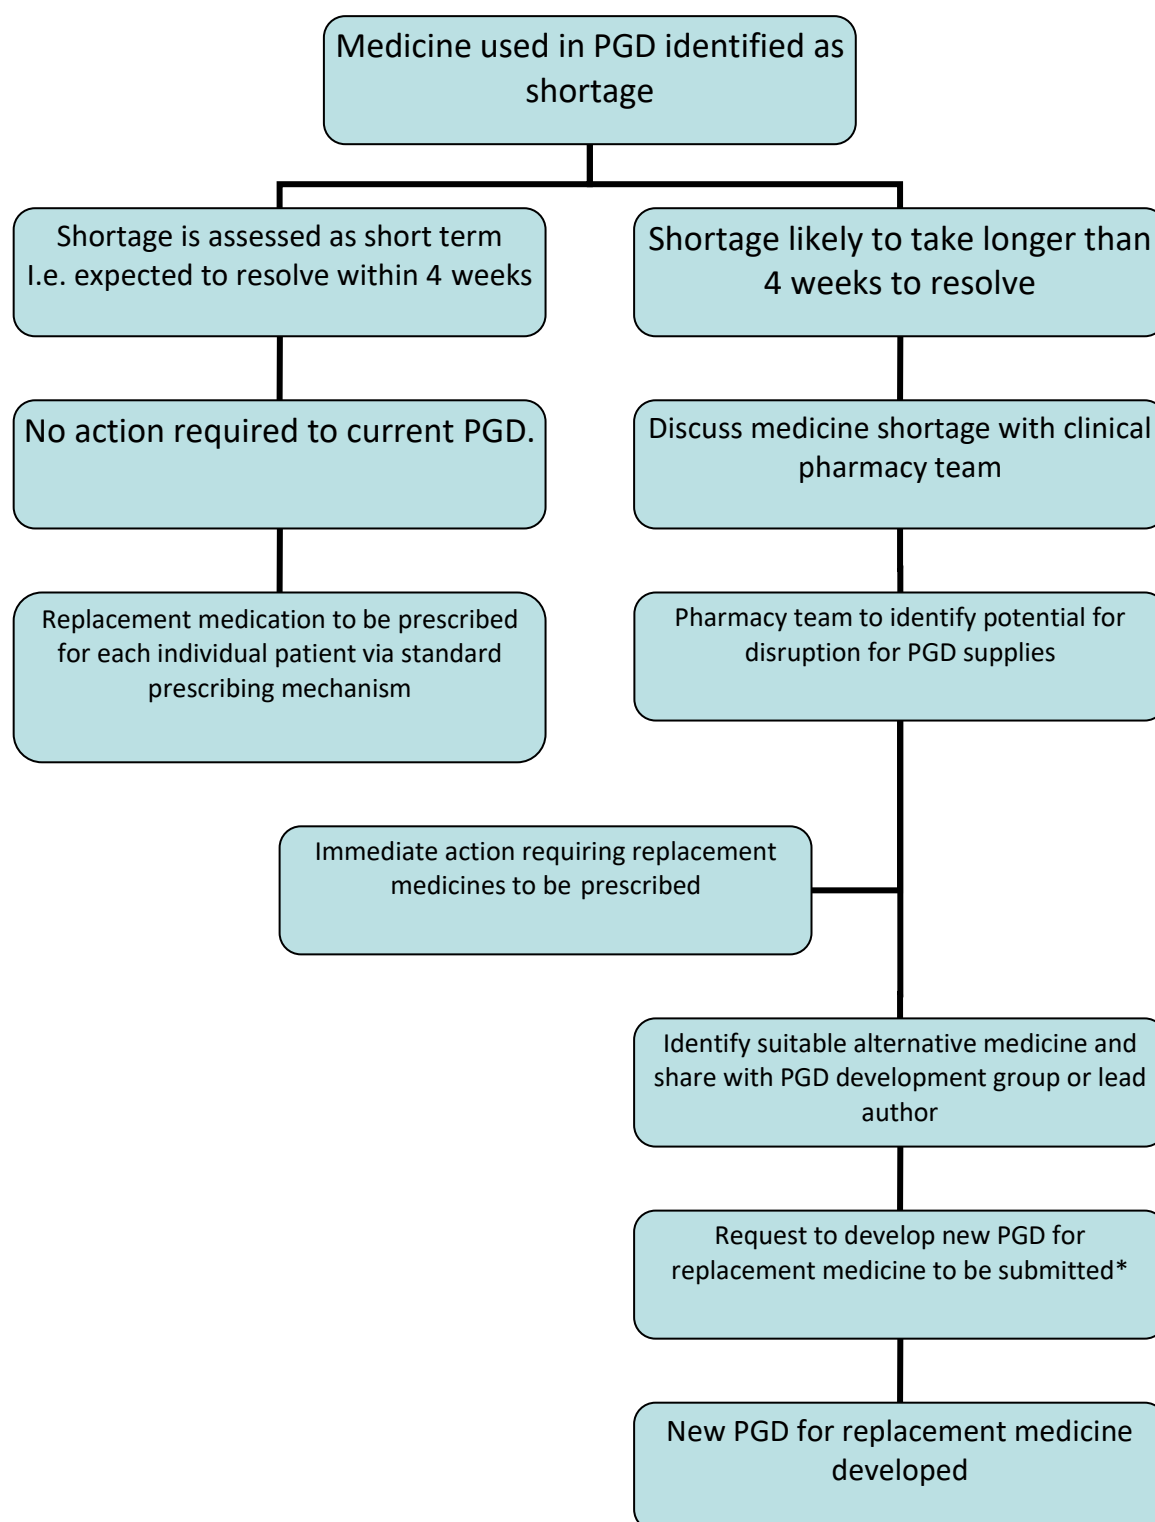 Medicine used in PGD identified as
shortage
Shortage is assessed as short term
I.e. expected to resolve within 4 weeks
Shortage likely to take longer than
4 weeks to resolve
No action required to current PGD.
Discuss medicine shortage with clinical
pharmacy team
Replacement medication to be prescribed
for each individual patient via standard
prescribing mechanism
Pharmacy team to identify potential for
disruption for PGD supplies
Immediate action requiring replacement
medicines to be prescribed
Identify suitable alternative medicine and
share with PGD development group or lead
author
Request to develop new PGD for
replacement medicine to be submitted*
New PGD for replacement medicine
developed